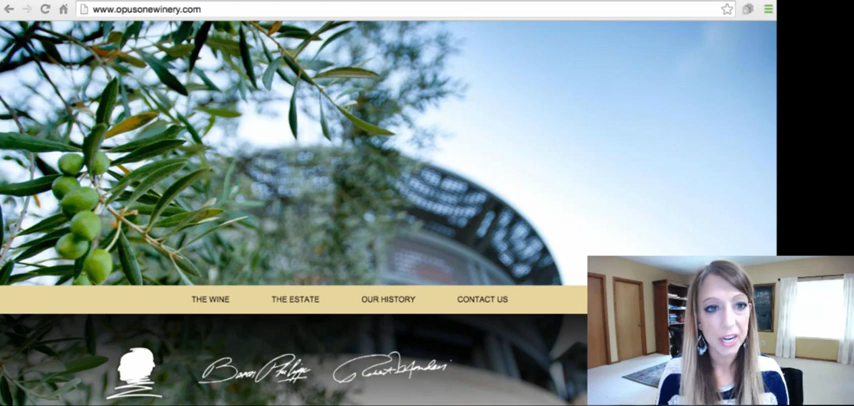 www.opusonewinery.com
THE WINE THE ESTATE OUR HISTORY CONTACT US